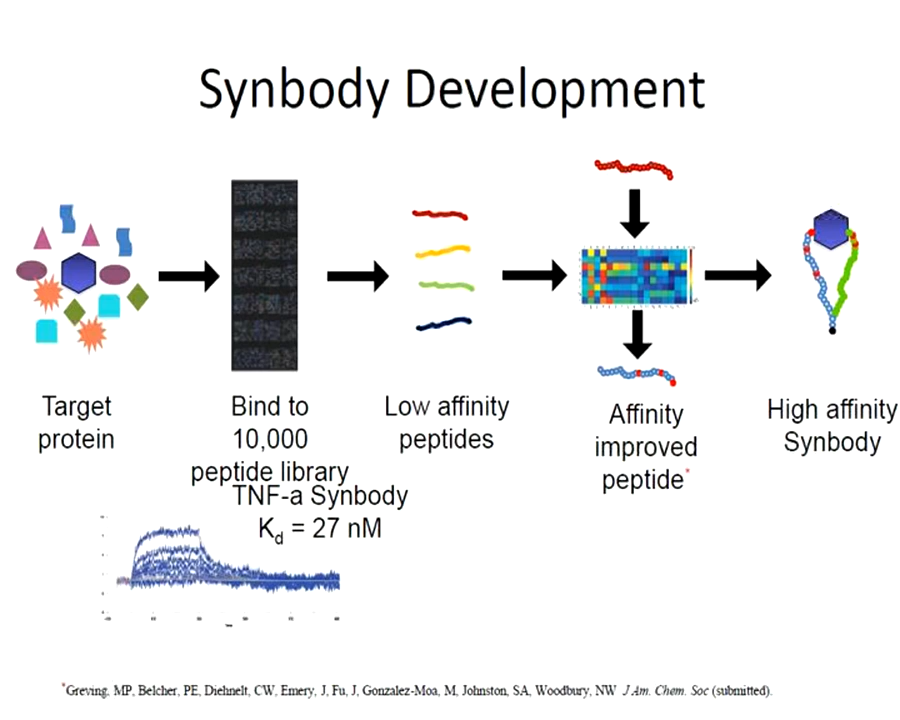 Synbody Development
Target
protein
Bind to
10,000
peptide library
Low affinity
peptides
Affinity
improved
peptide*
High affinity
Synbody
TNF-a Synbody
Kd = 27 nM
*Greving, MP, Belcher, PE, Diehnelt, CW, Emery, J, Fu, J, Gonzalez-Moa, M, Johnston, SA, Woodbury, NW J Am. Chem. Soc (submitted).